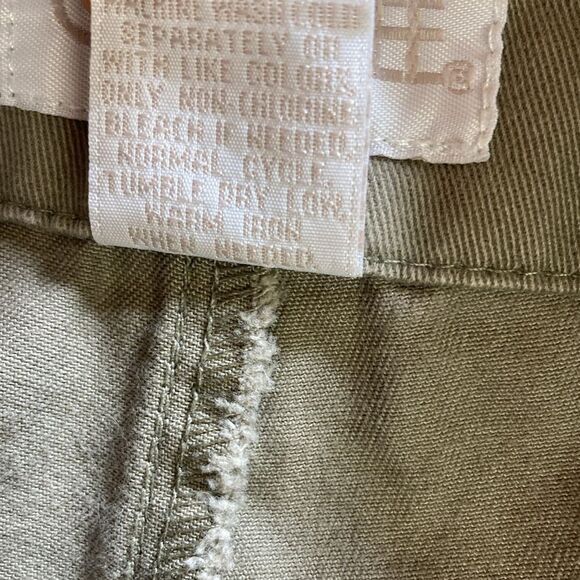 MACHINE WASH COLD
SEPARATELY OR
WITH LIKE COLORS,
ONLY NON CHLORINE
BLEACH IF NEEDED.
NORMAL CYCLE.
TUMBLE DRY LOW.
WARM IRON
WHEN NEEDED.
®